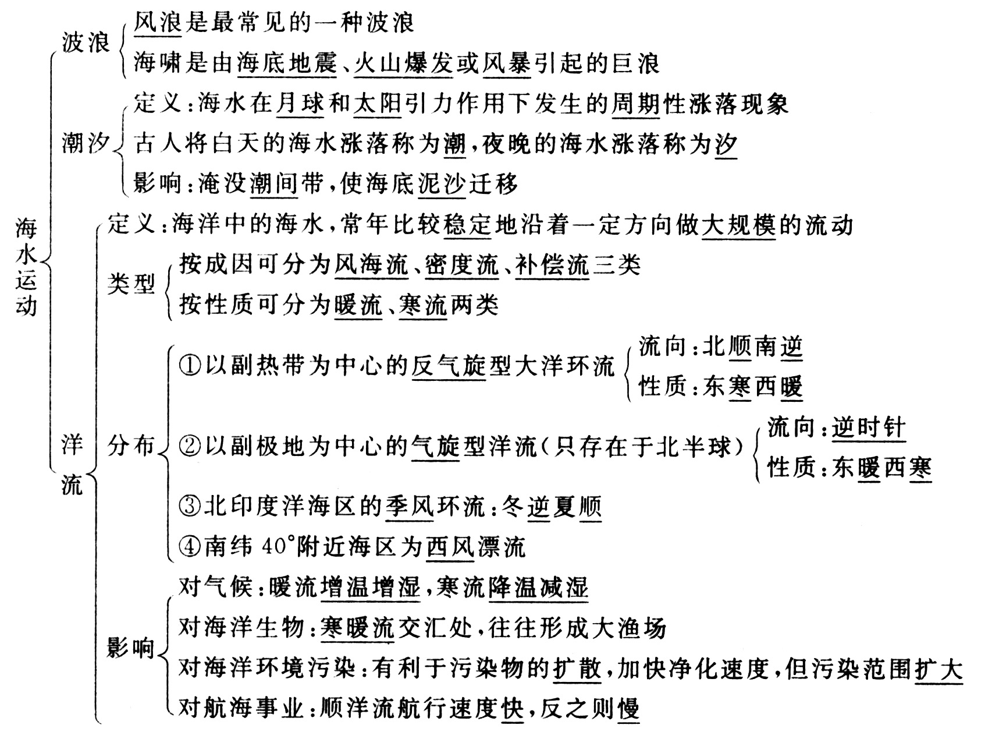 海水运动
波浪
风浪是最常见的一种波浪
海啸是由海底地震、火山爆发或风暴引起的巨浪
潮汐
定义:海水在月球和太阳引力作用下发生的周期性涨落现象
古人将白天的海水涨落称为潮,夜晚的海水涨落称为汐
影响:淹没潮间带,使海底泥沙迁移
洋流
定义:海洋中的海水,常年比较稳定地沿着一定方向做大规模的流动
类型
按成因可分为风海流、密度流、补偿流三类
按性质可分为暖流、寒流两类
分布
①以副热带为中心的反气旋型大洋环流
流向:北顺南逆
性质:东寒西暖
②以副极地为中心的气旋型洋流(只存在于北半球)
流向:逆时针
性质:东暖西寒
③北印度洋海区的季风环流:冬逆夏顺
④南纬 40°附近海区为西风漂流
影响
对气候:暖流增温增湿,寒流降温减湿
对海洋生物:寒暖流交汇处,往往形成大渔场
对海洋环境污染:有利于污染物的扩散,加快净化速度,但污染范围扩大
对航海事业:顺洋流航行速度快,反之则慢